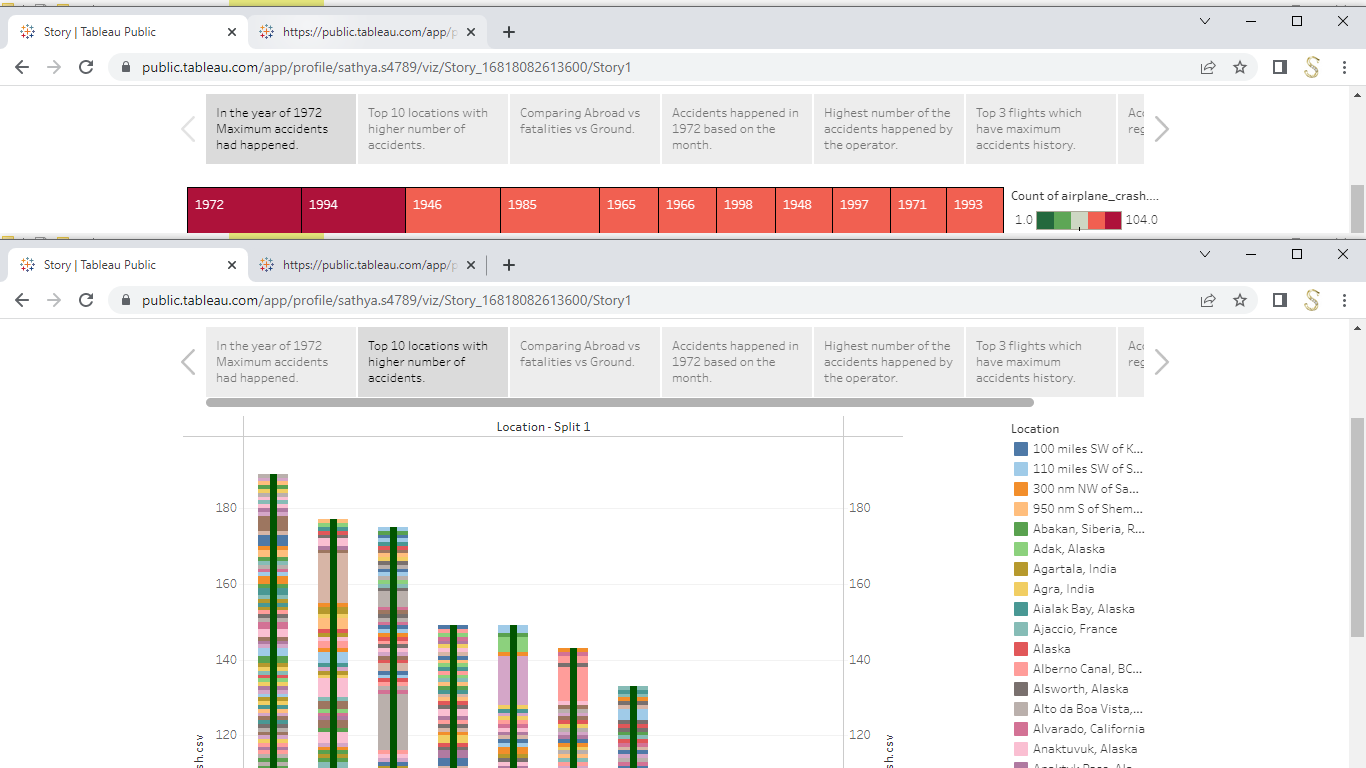 Story | Tableau Public
https://public.tableau.com/app/p
public.tableau.com/app/profile/sathya.s4789/viz/Story_16818082613600/Story1
In the year of 1972
Maximum accidents
had happened.
Top 10 locations with
higher number of
accidents.
Comparing Abroad vs
fatalities vs Ground.
Accidents happened in
1972 based on the
month.
Highest number of the
accidents happened by
the operator.
Top 3 flights which
have maximum
accidents history.
Acc
reg
1972
1994
1946
1985
1965
1966
1998
1948
1997
1971
1993
Count of airplane_crash....
1.0
104.0
Story | Tableau Public
https://public.tableau.com/app/p
public.tableau.com/app/profile/sathya.s4789/viz/Story_16818082613600/Story1
In the year of 1972
Maximum accidents
had happened.
Top 10 locations with
higher number of
accidents.
Comparing Abroad vs
fatalities vs Ground.
Accidents happened in
1972 based on the
month.
Highest number of the
accidents happened by
the operator.
Top 3 flights which
have maximum
accidents history.
Acc
reg
Location - Split 1
180
160
140
120
sh.csv
180
160
140
120
sh.csv
Location
100 miles SW of K...
110 miles SW of S...
300 nm NW of Sa...
950 nm S of Shem...
Abakan, Siberia, R...
Adak, Alaska
Agartala, India
Agra, India
Aialak Bay, Alaska
Ajaccio, France
Alaska
Alberno Canal, BC...
Alsworth, Alaska
Alto da Boa Vista,...
Alvarado, California
Anaktuvuk, Alaska